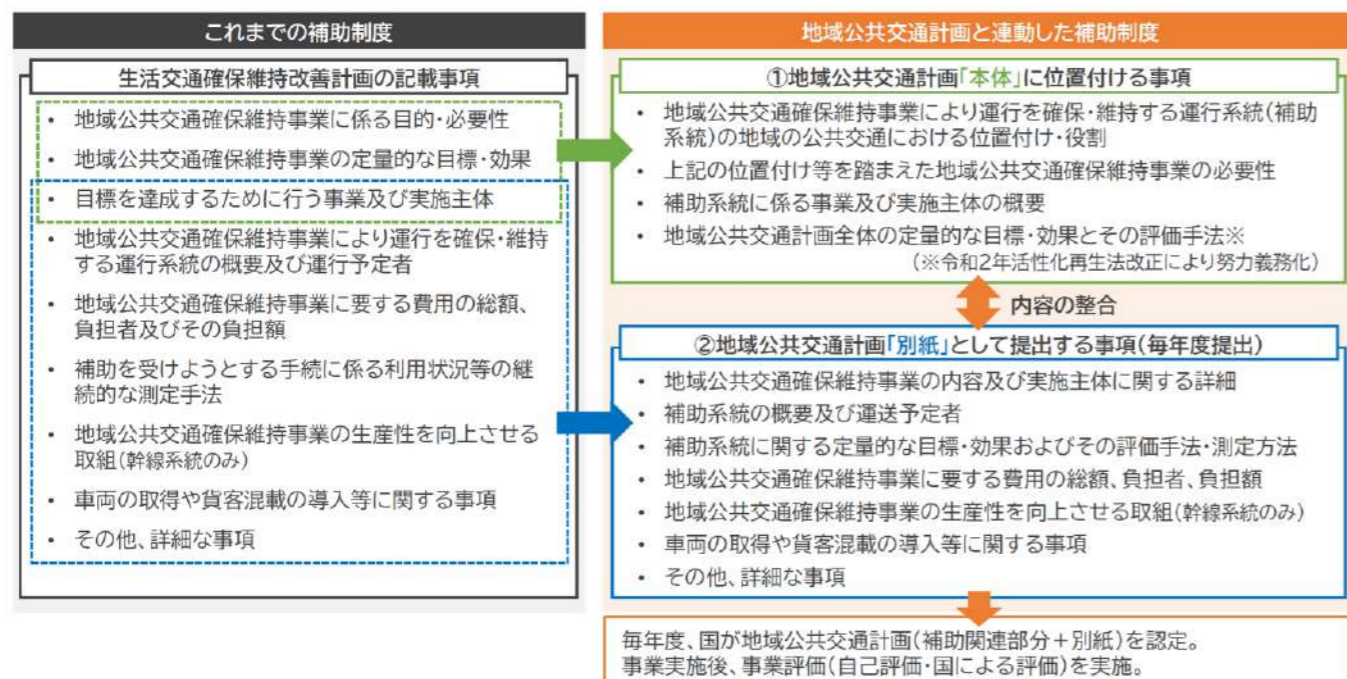 これまでの補助制度
生活交通確保維持改善計画の記載事項
• 地域公共交通確保維持事業に係る目的・必要性
• 地域公共交通確保維持事業の定量的な目標・効果
• 目標を達成するために行う事業及び実施主体
• 地域公共交通確保維持事業により運行を確保・維持
する運行系統の概要及び運行予定者
• 地域公共交通確保維持事業に要する費用の総額、
負担者及びその負担額
• 補助を受けようとする手続に係る利用状況等の継
続的な測定手法
• 地域公共交通確保維持事業の生産性を向上させる
取組(幹線系統のみ)
• 車両の取得や貨客混載の導入等に関する事項
• その他、詳細な事項
地域公共交通計画と連動した補助制度
①地域公共交通計画「本体」に位置付ける事項
• 地域公共交通確保維持事業により運行を確保・維持する運行系統(補助
系統)の地域の公共交通における位置付け・役割
• 上記の位置付け等を踏まえた地域公共交通確保維持事業の必要性
• 補助系統に係る事業及び実施主体の概要
• 地域公共交通計画全体の定量的な目標・効果とその評価手法※
(※令和2年活性化再生法改正により努力義務化)
内容の整合
②地域公共交通計画「別紙」として提出する事項(毎年度提出)
• 地域公共交通確保維持事業の内容及び実施主体に関する詳細
• 補助系統の概要及び運送予定者
• 補助系統に関する定量的な目標・効果およびその評価手法・測定方法
• 地域公共交通確保維持事業に要する費用の総額、負担者、負担額
• 地域公共交通確保維持事業の生産性を向上させる取組(幹線系統のみ)
• 車両の取得や貨客混載の導入等に関する事項
• その他、詳細な事項
毎年度、国が地域公共交通計画(補助関連部分+別紙)を認定。
事業実施後、事業評価(自己評価・国による評価)を実施。